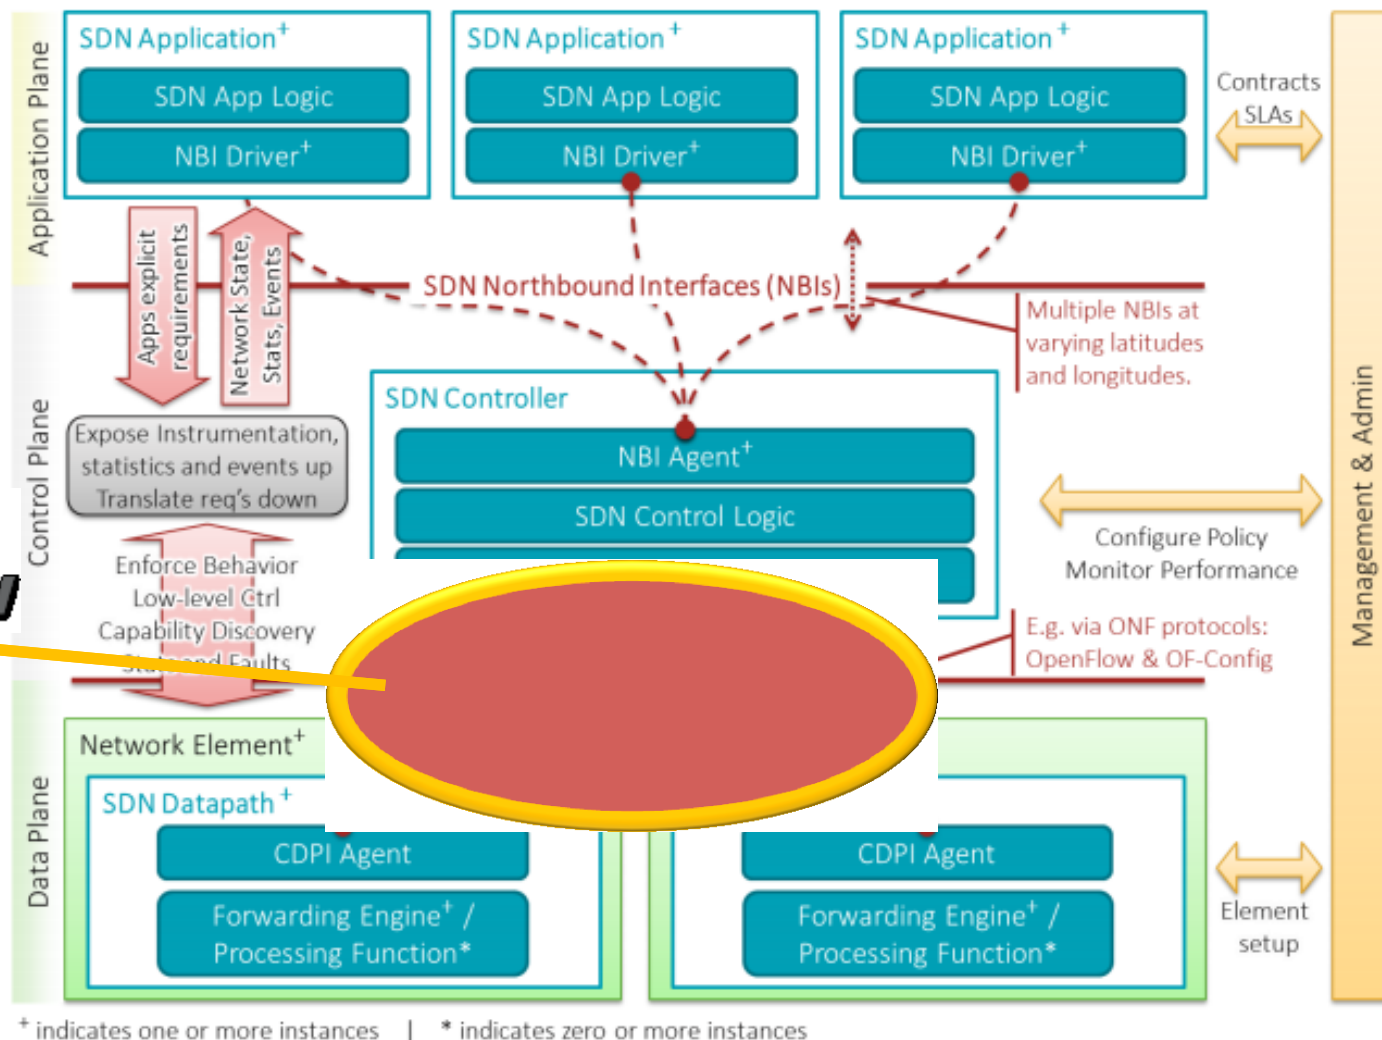 Application Plane
SDN Application+
SDN App Logic
NBI Driver+
SDN Application +
SDN App Logic
NBI Driver+
SDN Application +
SDN App Logic
NBI Driver+
Contracts
SLAs
Apps explicit
requirements
Network State,
Stats, Events
SDN Northbound Interfaces (NBIs)
Multiple NBIs at
varying latitudes
and longitudes.
Control Plane
Expose Instrumentation,
statistics and events up
Translate req's down
SDN Controller
NBI Agent+
SDN Control Logic
Configure Policy
Monitor Performance
Management & Admin
Enforce Behavior
Low-level Ctrl
Capability Discovery
Stats and Faults
E.g. via ONF protocols:
OpenFlow & OF-Config
Data Plane
Network Element+
SDN Datapath +
CDPI Agent
Forwarding Engine+ /
Processing Function*
CDPI Agent
Forwarding Engine+ /
Processing Function*
Element
setup
+ indicates one or more instances | * indicates zero or more instances